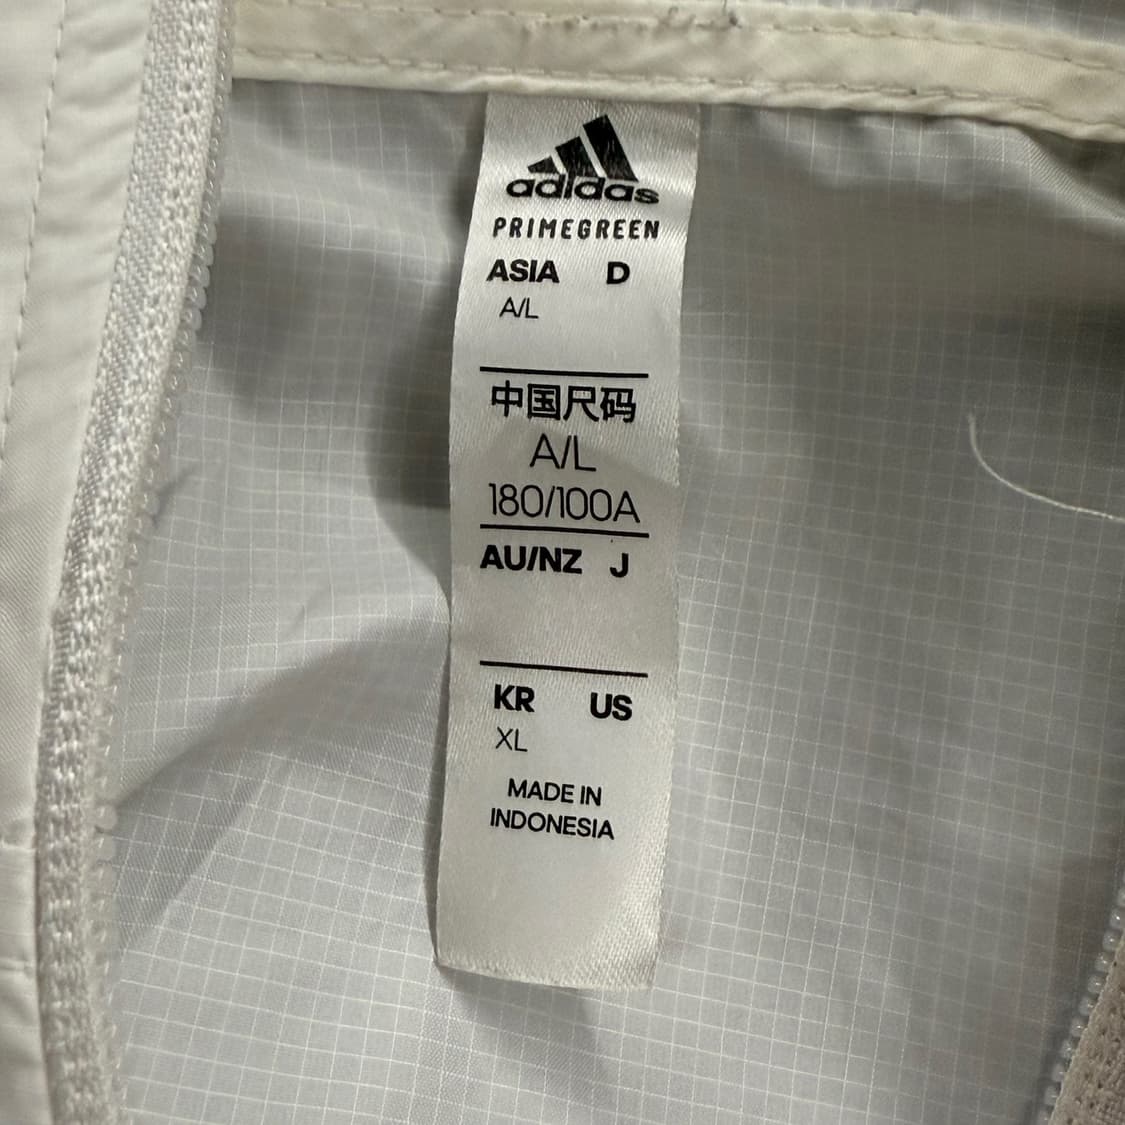 adidas
PRIMEGREEN
ASIA D
A/L
中国尺码
A/L
180/100A
AU/NZ J
KR US
XL
MADE IN
INDONESIA